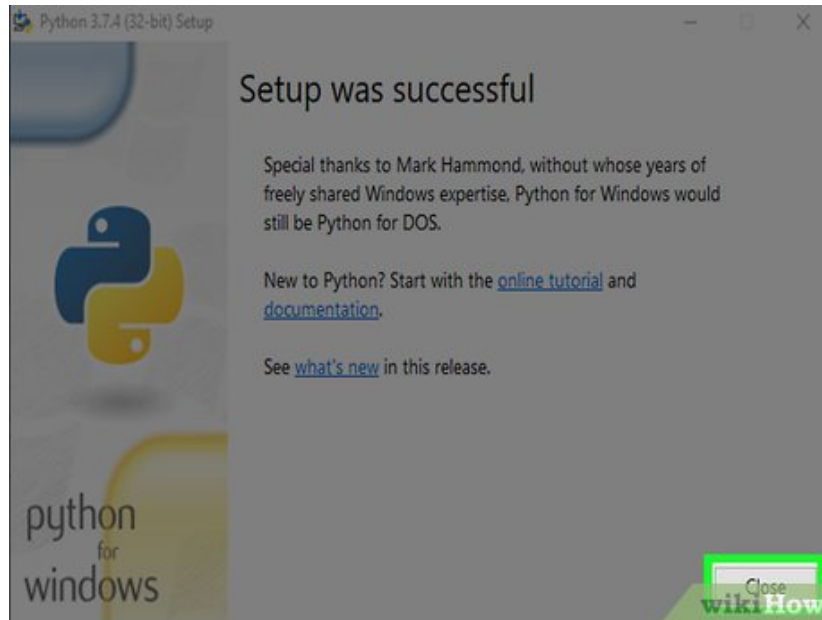 Python 3.7.4 (32-bit) Setup
Setup was successful
Special thanks to Mark Hammond, without whose years of
freely shared Windows expertise, Python for Windows would
still be Python for DOS.
New to Python? Start with the online tutorial and
documentation.
See what's new in this release.
python
for
windows
Close
wikiHow